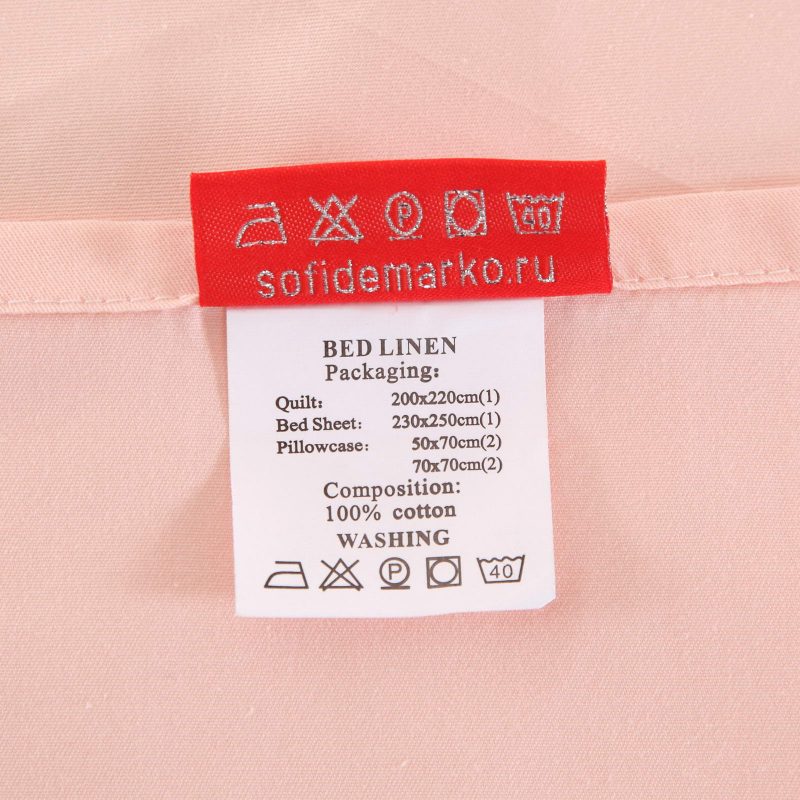 P 40
sofidemarko.ru
BED LINEN
Packaging:
Quilt: 200x220cm(1)
Bed Sheet: 230x250cm(1)
Pillowcase: 50x70cm(2)
70x70cm(2)
Composition:
100% cotton
WASHING
P 40